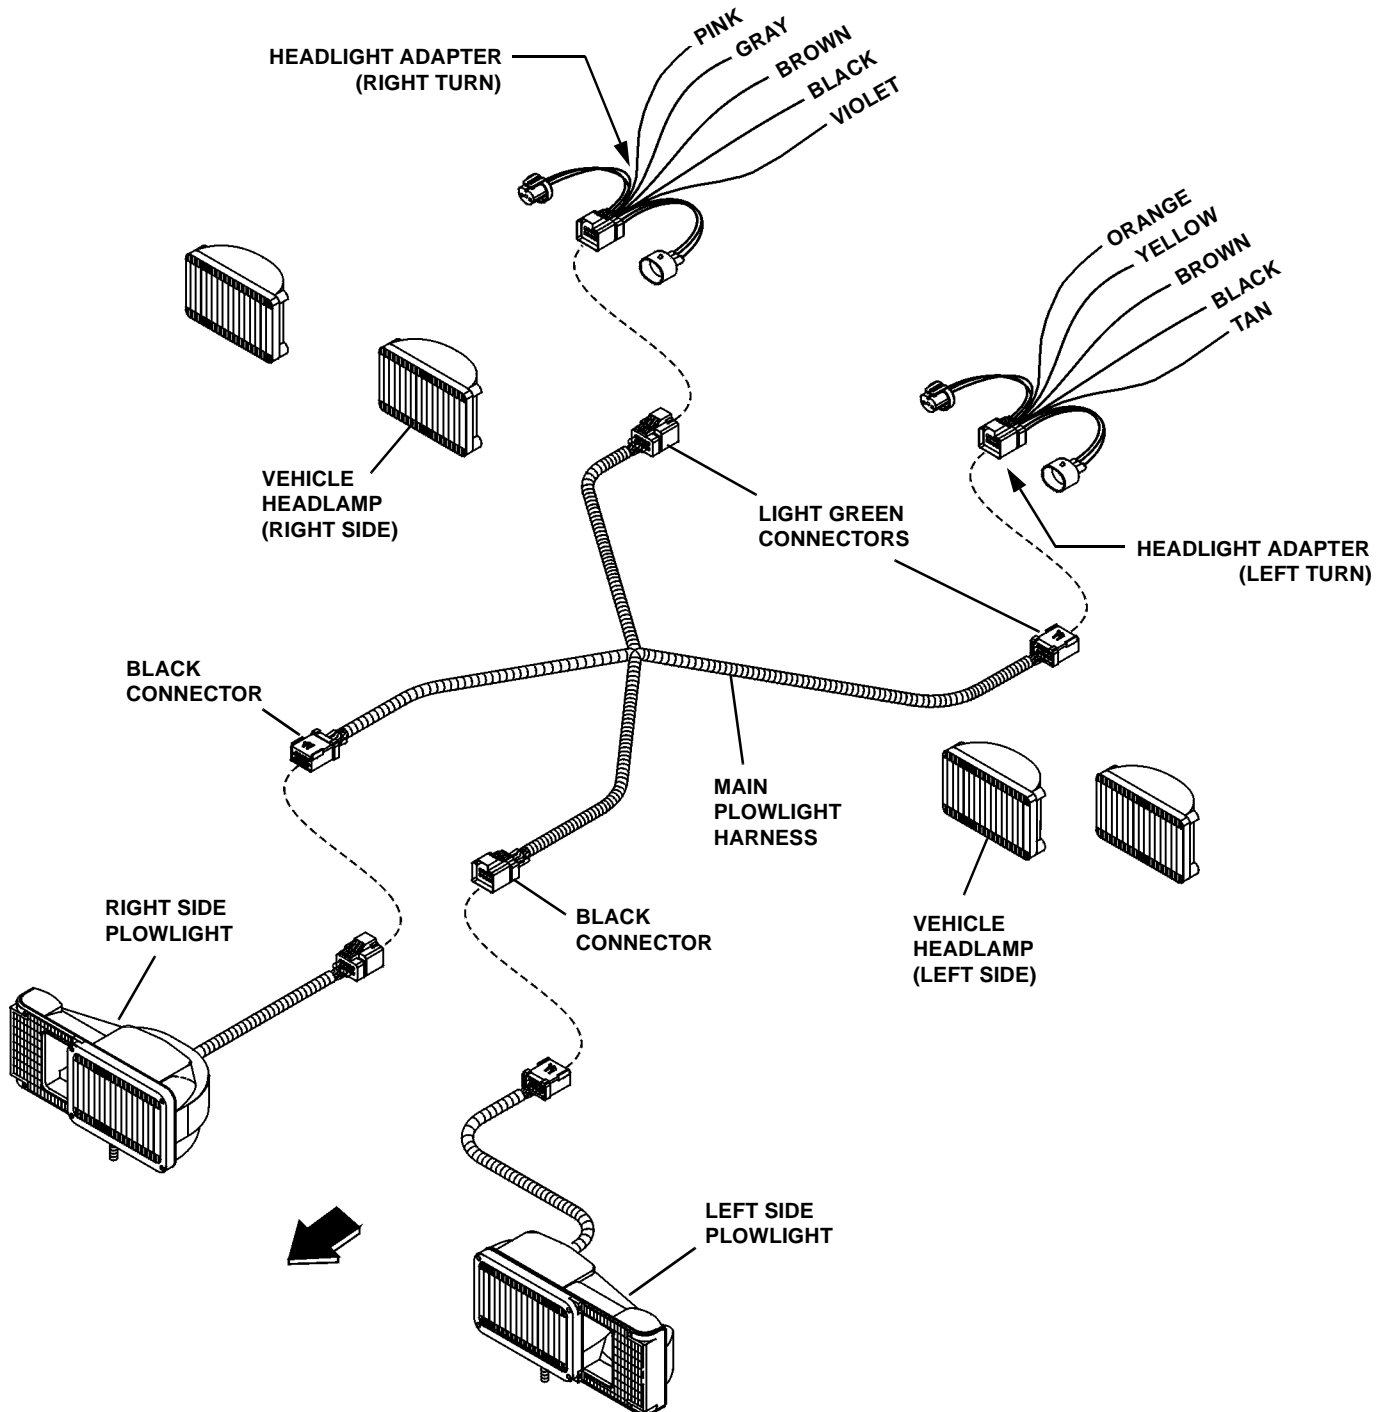 PINK
GRAY
BROWN
BLACK
VIOLET
HEADLIGHT ADAPTER
(RIGHT TURN)
ORANGE
YELLOW
BROWN
BLACK
TAN
VEHICLE
HEADLAMP
(RIGHT SIDE)
LIGHT GREEN
CONNECTORS
HEADLIGHT ADAPTER
(LEFT TURN)
BLACK
CONNECTOR
MAIN
PLOWLIGHT
HARNESS
RIGHT SIDE
PLOWLIGHT
BLACK
CONNECTOR
VEHICLE
HEADLAMP
(LEFT SIDE)
LEFT SIDE
PLOWLIGHT